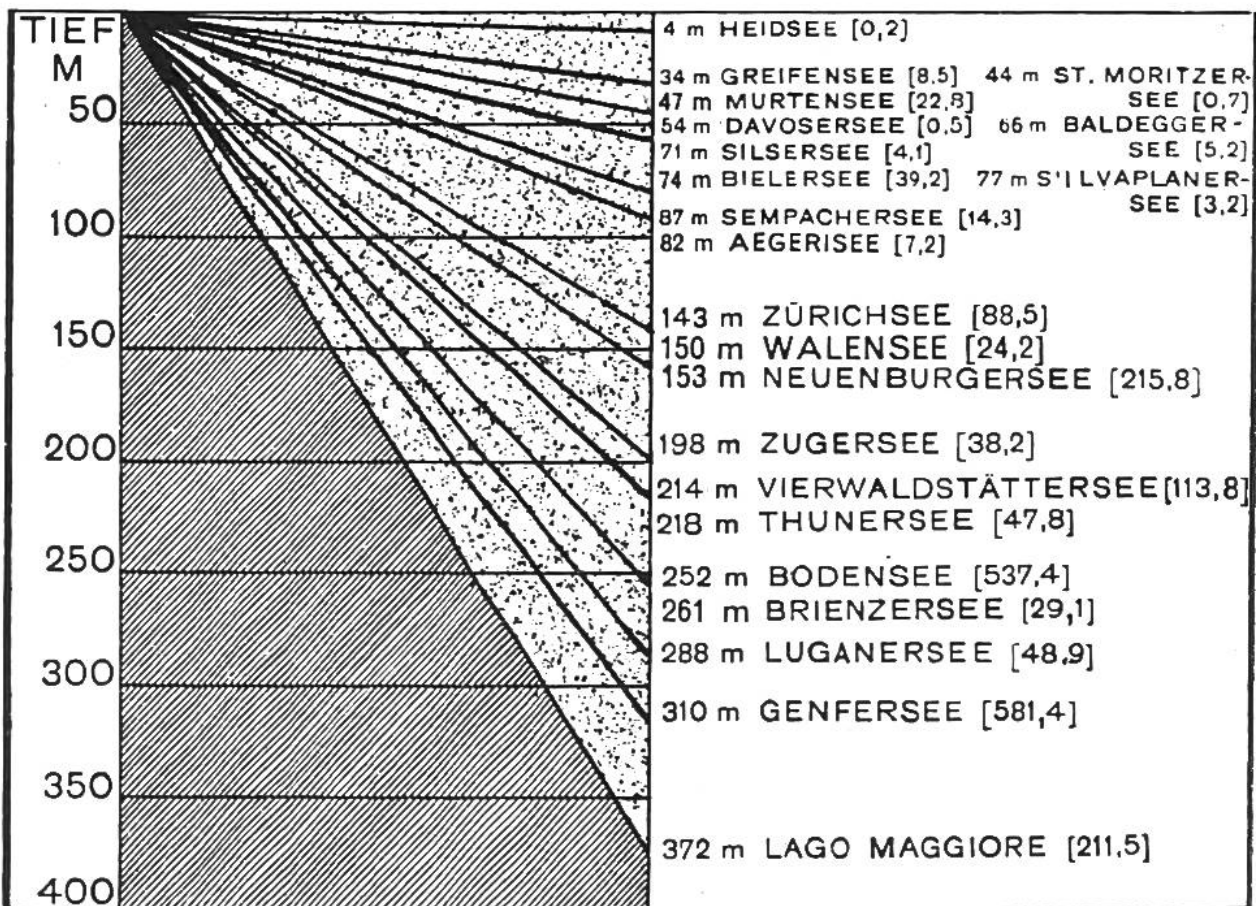 TIEF
M
50
100
150
200
250
300
350
400
4 m HEIDSEE [0,2]
34 m GREIFENSEE [8,5] 44 m ST. MORITZER-
47 m MURTENSEE [22,8] SEE [0,7]
54 m DAVOSERSEE [0,5] 66 m BALDEGGER-
71 m SILSERSEE [4,1] SEE [5,2]
74 m BIELERSEE [39,2] 77 m SILVAPLANER-
SEE [3,2]
87 m SEMPACHERSEE [14,3]
82 m AEGERISEE [7,2]
143 m ZÜRICHSEE [88,5]
150 m WALENSEE [24,2]
153 m NEUENBURGERSEE [215,8]
198 m ZUGERSEE [38,2]
214 m VIERWALDSTÄTTERSEE [113,8]
218 m THUNERSEE [47,8]
252 m BODENSEE [537,4]
261 m BRIENZERSEE [29,1]
288 m LUGANERSEE [48,9]
310 m GENFERSEE [581,4]
372 m LAGO MAGGIORE [211,5]